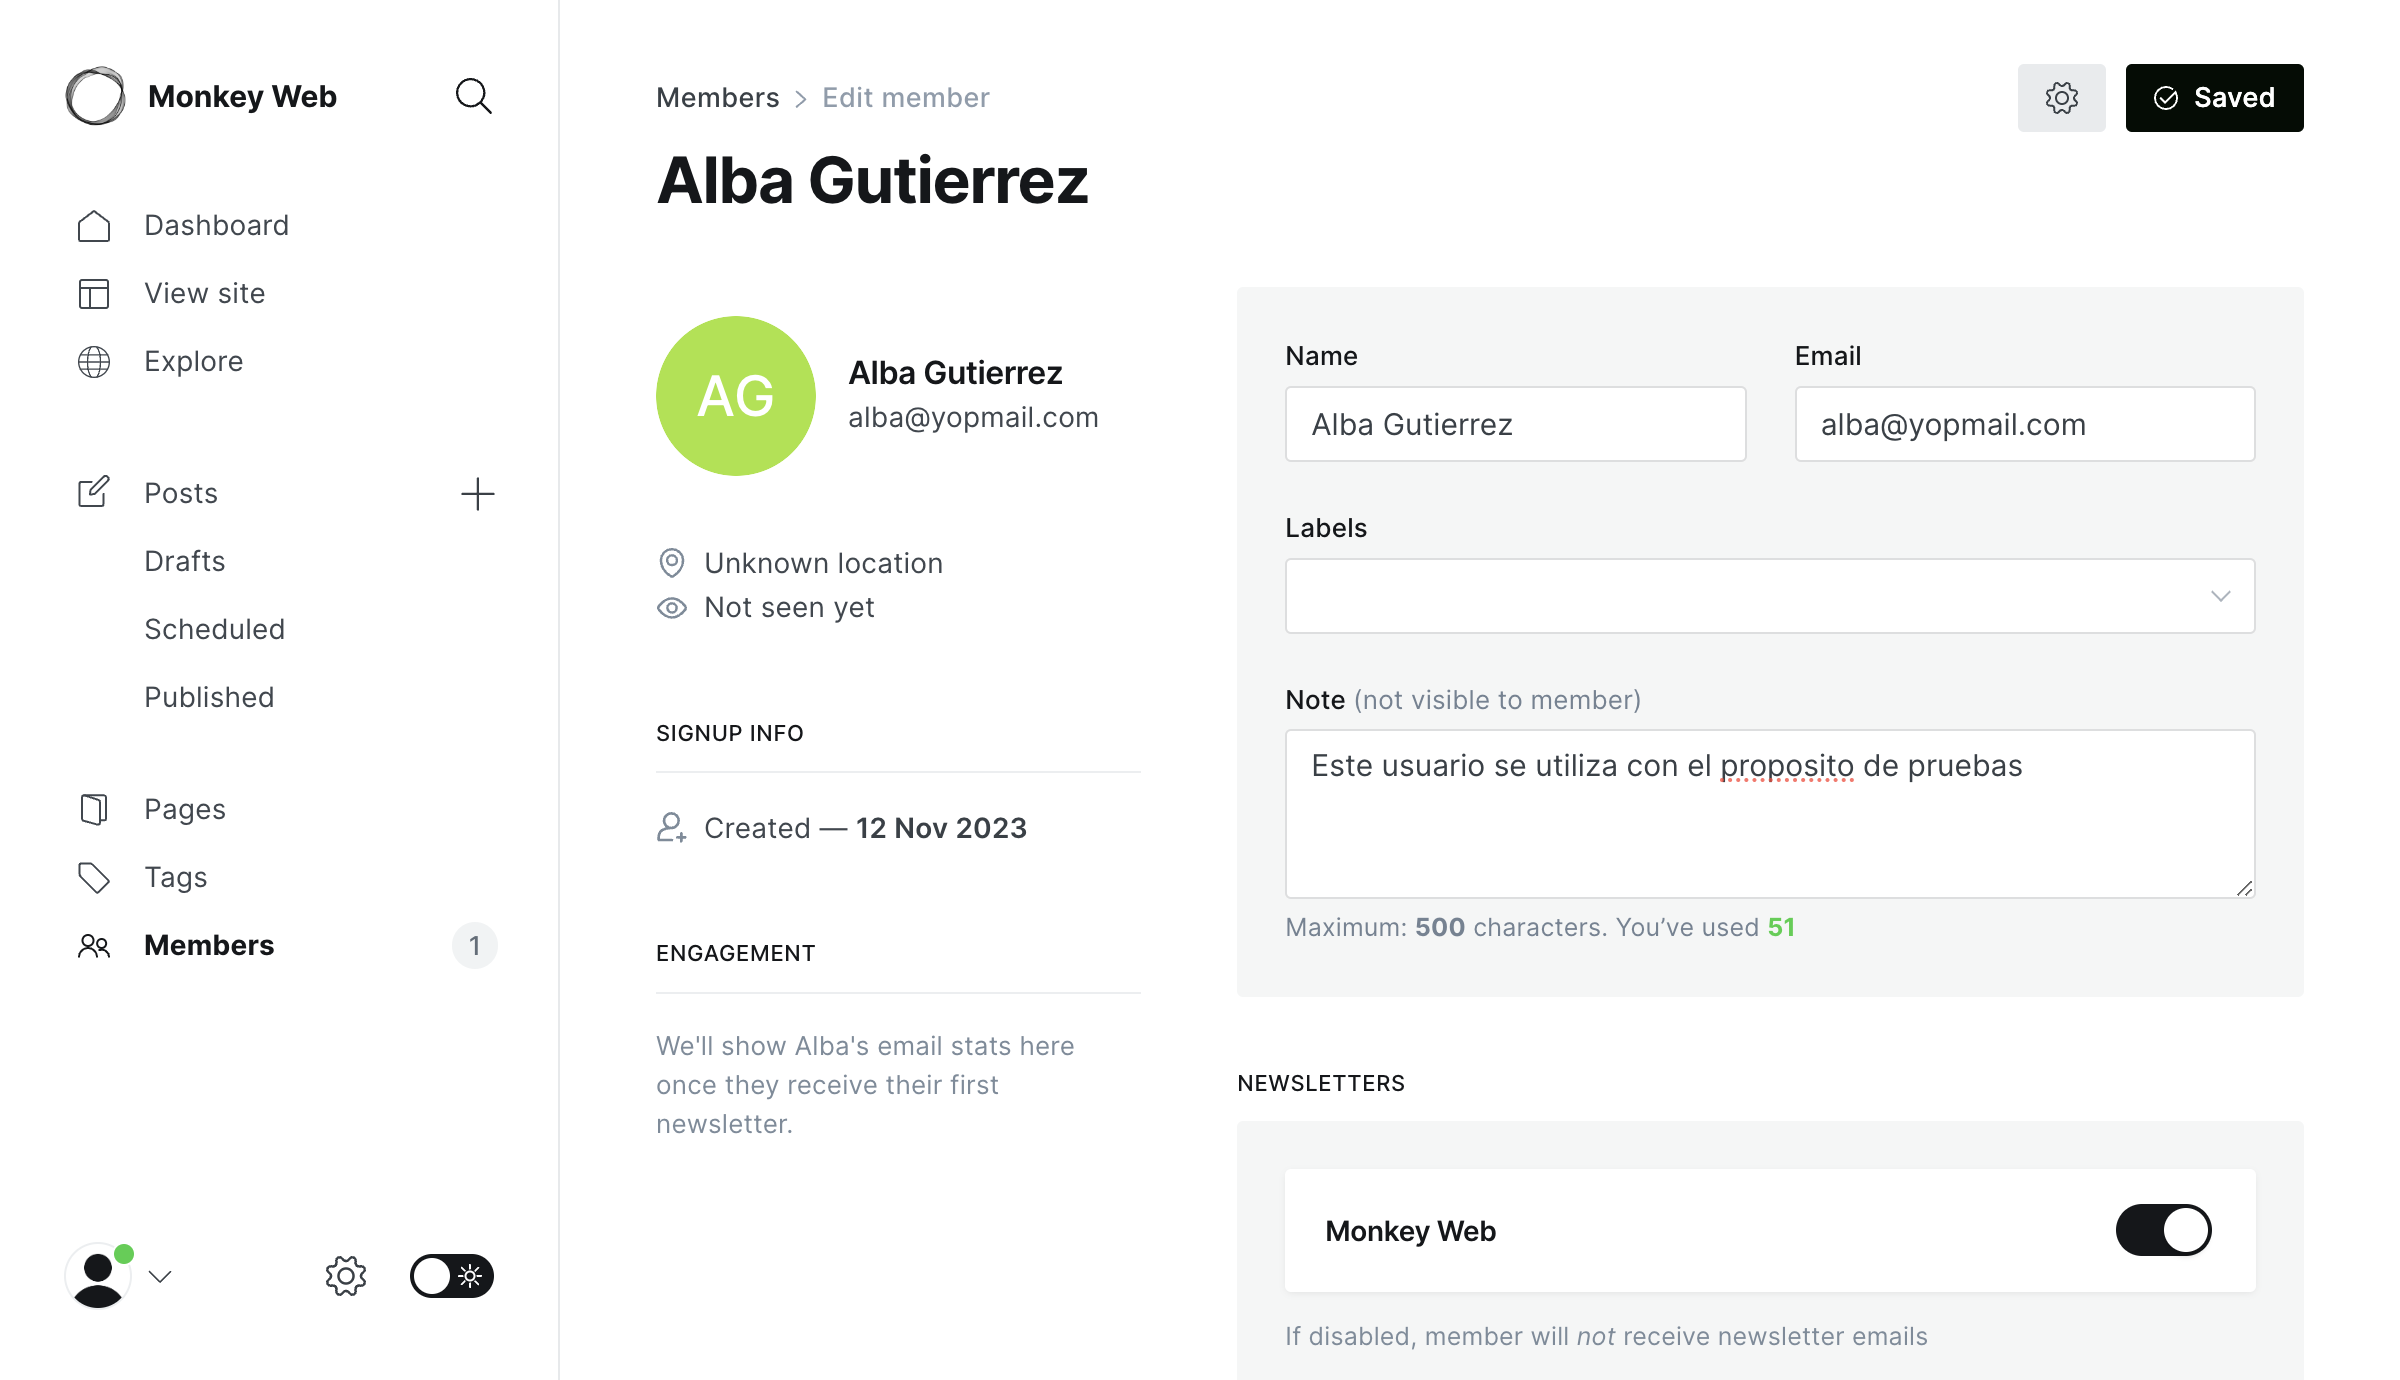 Monkey Web
Dashboard
View site
Explore
Posts
Drafts
Scheduled
Published
Pages
Tags
Members 1
Members > Edit member
Saved
Alba Gutierrez
AG
Alba Gutierrez
alba@yopmail.com
Unknown location
Not seen yet
SIGNUP INFO
Created — 12 Nov 2023
ENGAGEMENT
We'll show Alba's email stats here
once they receive their first
newsletter.
Name
Alba Gutierrez
Email
alba@yopmail.com
Labels
Note (not visible to member)
Este usuario se utiliza con el proposito de pruebas
Maximum: 500 characters. You’ve used 51
NEWSLETTERS
Monkey Web
If disabled, member will not receive newsletter emails